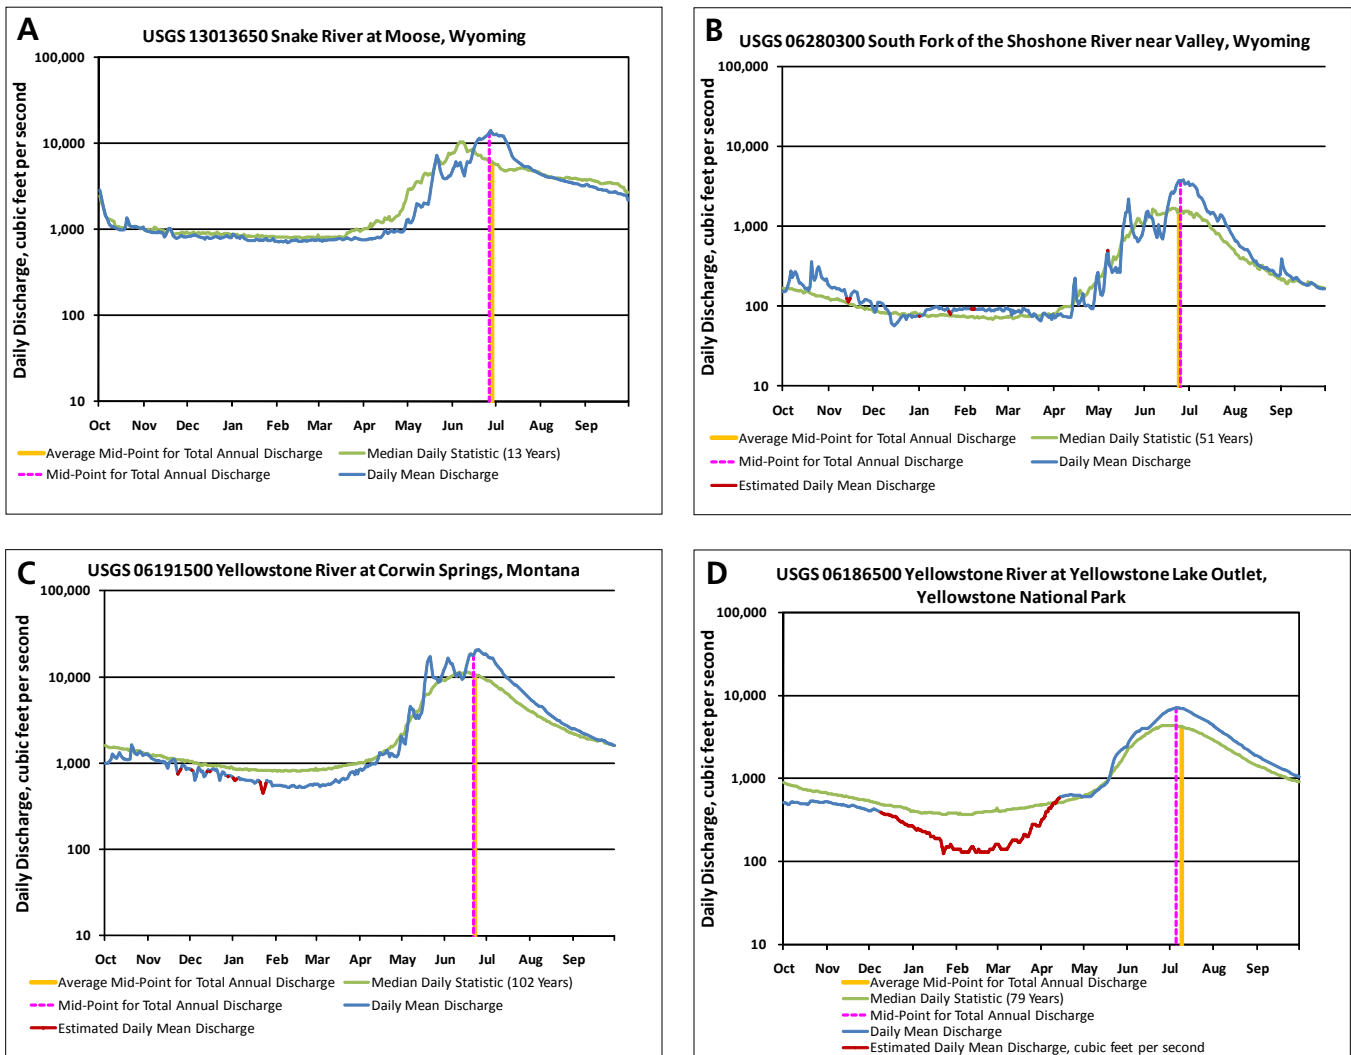 A
USGS 13013650 Snake River at Moose, Wyoming
Daily Discharge, cubic feet per second
100,000
10,000
1,000
100
10
Oct Nov Dec Jan Feb Mar Apr May Jun Jul Aug Sep
Average Mid-Point for Total Annual Discharge
Median Daily Statistic (13 Years)
Mid-Point for Total Annual Discharge
Daily Mean Discharge
B
USGS 06280300 South Fork of the Shoshone River near Valley, Wyoming
Daily Discharge, cubic feet per second
100,000
10,000
1,000
100
10
Oct Nov Dec Jan Feb Mar Apr May Jun Jul Aug Sep
Average Mid-Point for Total Annual Discharge
Median Daily Statistic (51 Years)
Mid-Point for Total Annual Discharge
Daily Mean Discharge
Estimated Daily Mean Discharge
C
USGS 06191500 Yellowstone River at Corwin Springs, Montana
Daily Discharge, cubic feet per second
100,000
10,000
1,000
100
10
Oct Nov Dec Jan Feb Mar Apr May Jun Jul Aug Sep
Average Mid-Point for Total Annual Discharge
Median Daily Statistic (102 Years)
Mid-Point for Total Annual Discharge
Daily Mean Discharge
Estimated Daily Mean Discharge
D
USGS 06186500 Yellowstone River at Yellowstone Lake Outlet,
Yellowstone National Park
Daily Discharge, cubic feet per second
100,000
10,000
1,000
100
10
Oct Nov Dec Jan Feb Mar Apr May Jun Jul Aug Sep
Average Mid-Point for Total Annual Discharge
Median Daily Statistic (79 Years)
Mid-Point for Total Annual Discharge
Daily Mean Discharge
Estimated Daily Mean Discharge, cubic feet per second